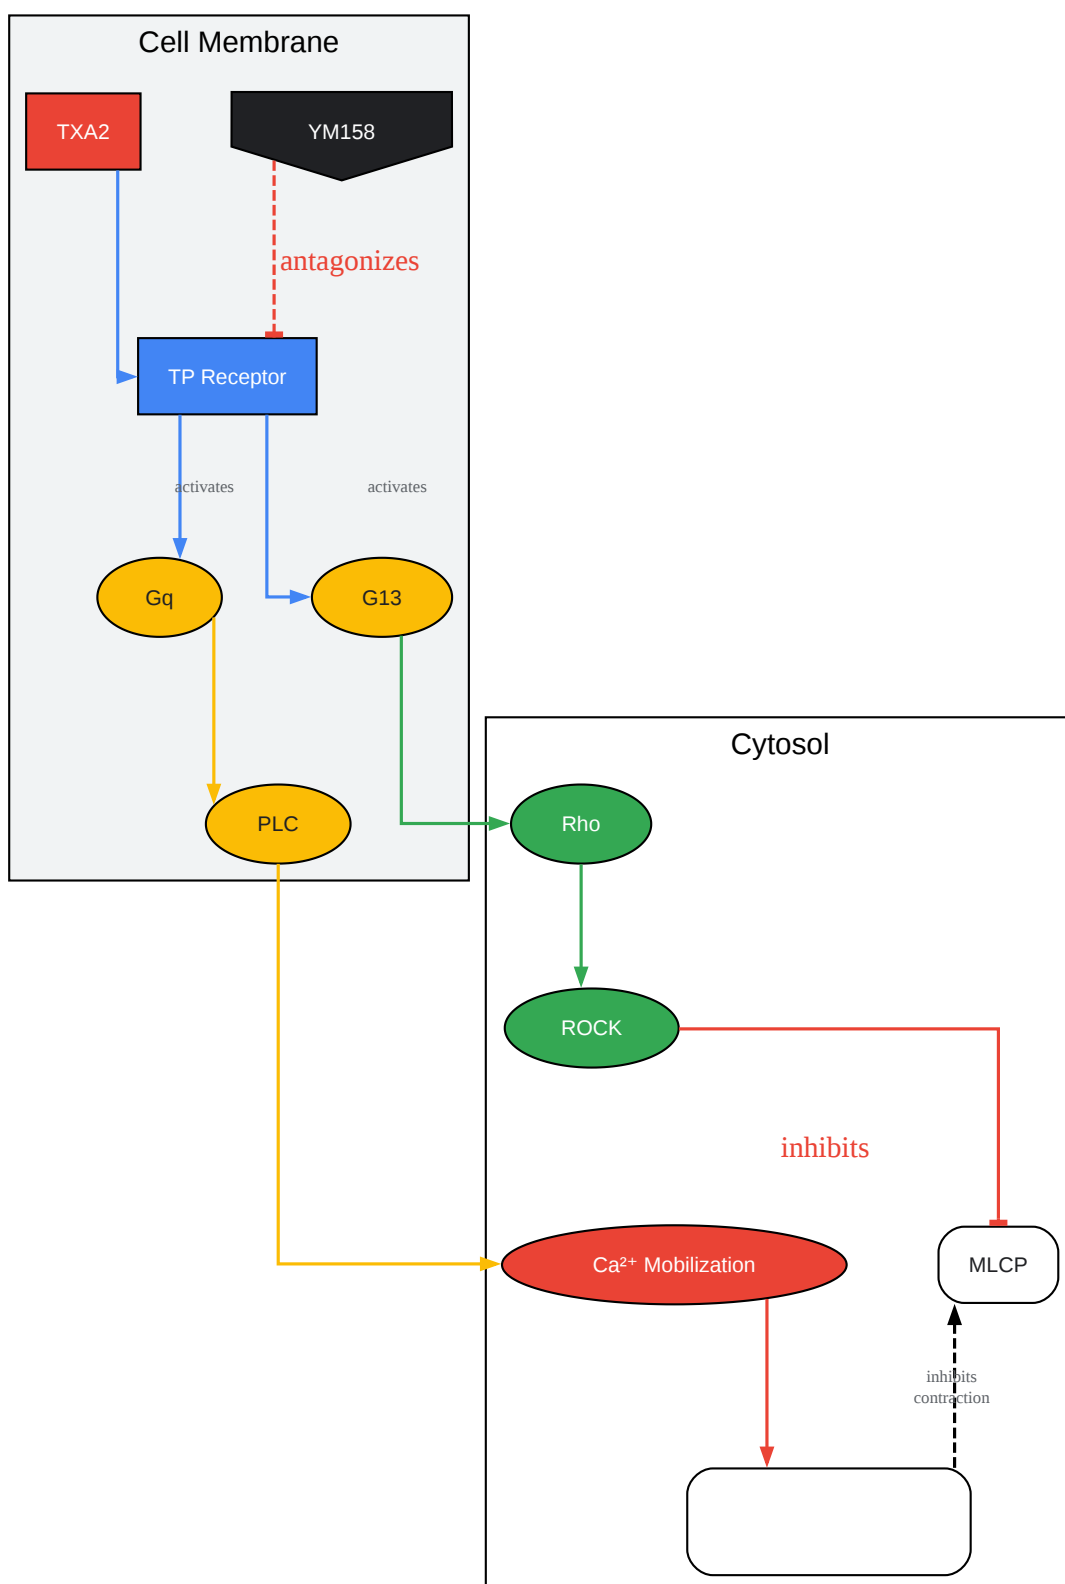 Cell Membrane
TXA2
YM158
antagonizes
TP Receptor
activates
activates
Gq
G13
Cytosol
PLC
Rho
ROCK
inhibits
Ca²⁺ Mobilization
MLCP
inhibits
contraction